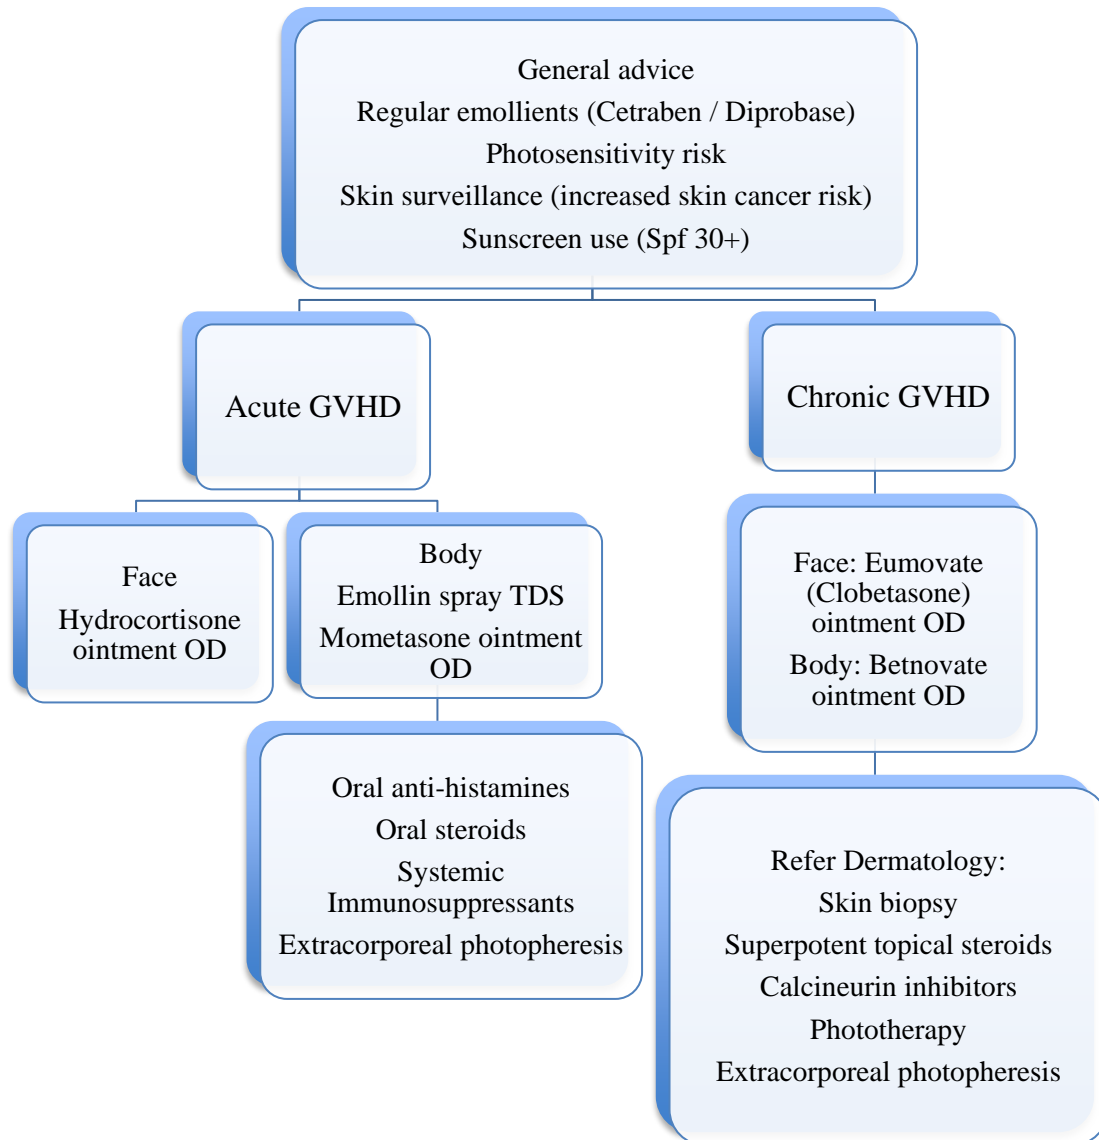 General advice
Regular emollients (Cetraben / Diprobase)
Photosensitivity risk
Skin surveillance (increased skin cancer risk)
Sunscreen use (Spf 30+)
Acute GVHD
Chronic GVHD
Face
Hydrocortisone
ointment OD
Body
Emollin spray TDS
Mometasone ointment
OD
Face: Eumovate
(Clobetasone)
ointment OD
Body: Betnovate
ointment OD
Oral anti-histamines
Oral steroids
Systemic
Immunosuppressants
Extracorporeal photopheresis
Refer Dermatology:
Skin biopsy
Superpotent topical steroids
Calcineurin inhibitors
Phototherapy
Extracorporeal photopheresis